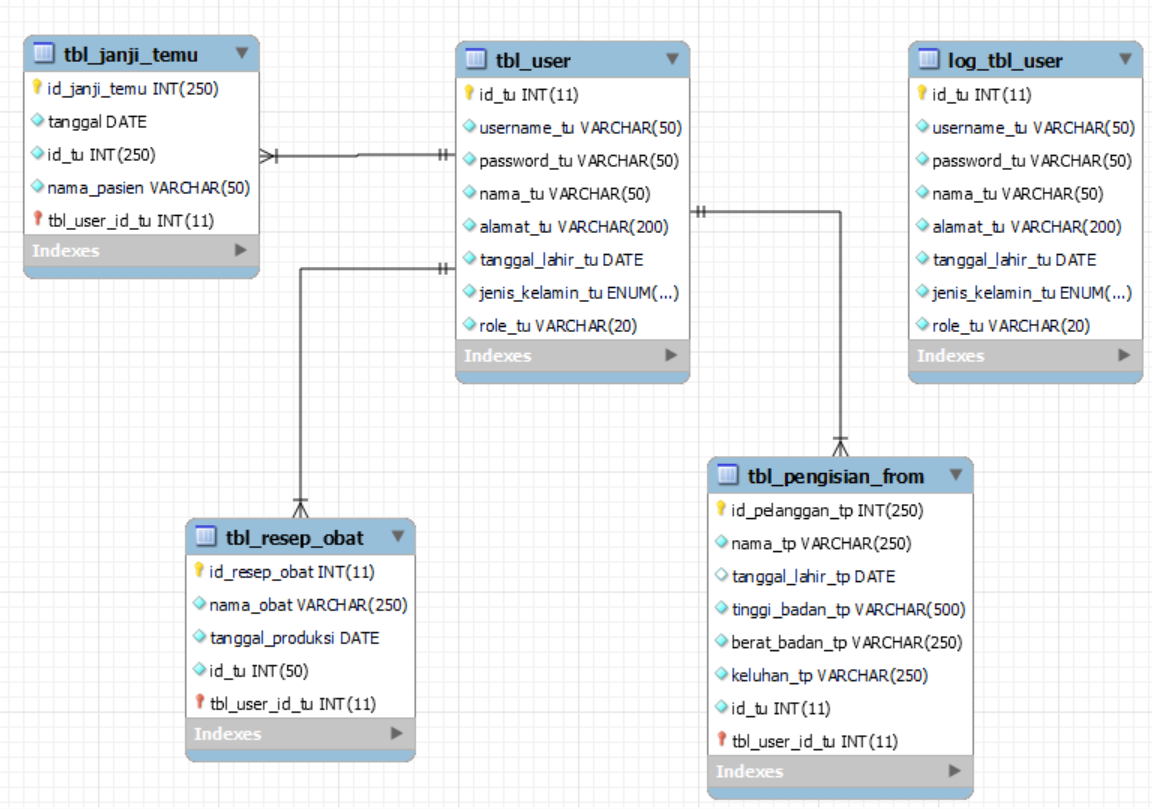 tbl_janji_temu
id_janji_temu INT(250)
tanggal DATE
id_tu INT(250)
nama_pasien VARCHAR(50)
tbl_user_id_tu INT(11)
Indexes
tbl_user
id_tu INT(11)
username_tu VARCHAR(50)
password_tu VARCHAR(50)
nama_tu VARCHAR(50)
alamat_tu VARCHAR(200)
tanggal_lahir_tu DATE
jenis_kelamin_tu ENUM(...)
role_tu VARCHAR(20)
Indexes
log_tbl_user
id_tu INT(11)
username_tu VARCHAR(50)
password_tu VARCHAR(50)
nama_tu VARCHAR(50)
alamat_tu VARCHAR(200)
tanggal_lahir_tu DATE
jenis_kelamin_tu ENUM(...)
role_tu VARCHAR(20)
Indexes
tbl_resep_obat
id_resep_obat INT(11)
nama_obat VARCHAR(250)
tanggal_produksi DATE
id_tu INT(50)
tbl_user_id_tu INT(11)
Indexes
tbl_pengisian_from
id_pelanggan_tp INT(250)
nama_tp VARCHAR(250)
tanggal_lahir_tp DATE
tinggi_badan_tp VARCHAR(500)
berat_badan_tp VARCHAR(250)
keluhan_tp VARCHAR(250)
id_tu INT(11)
tbl_user_id_tu INT(11)
Indexes